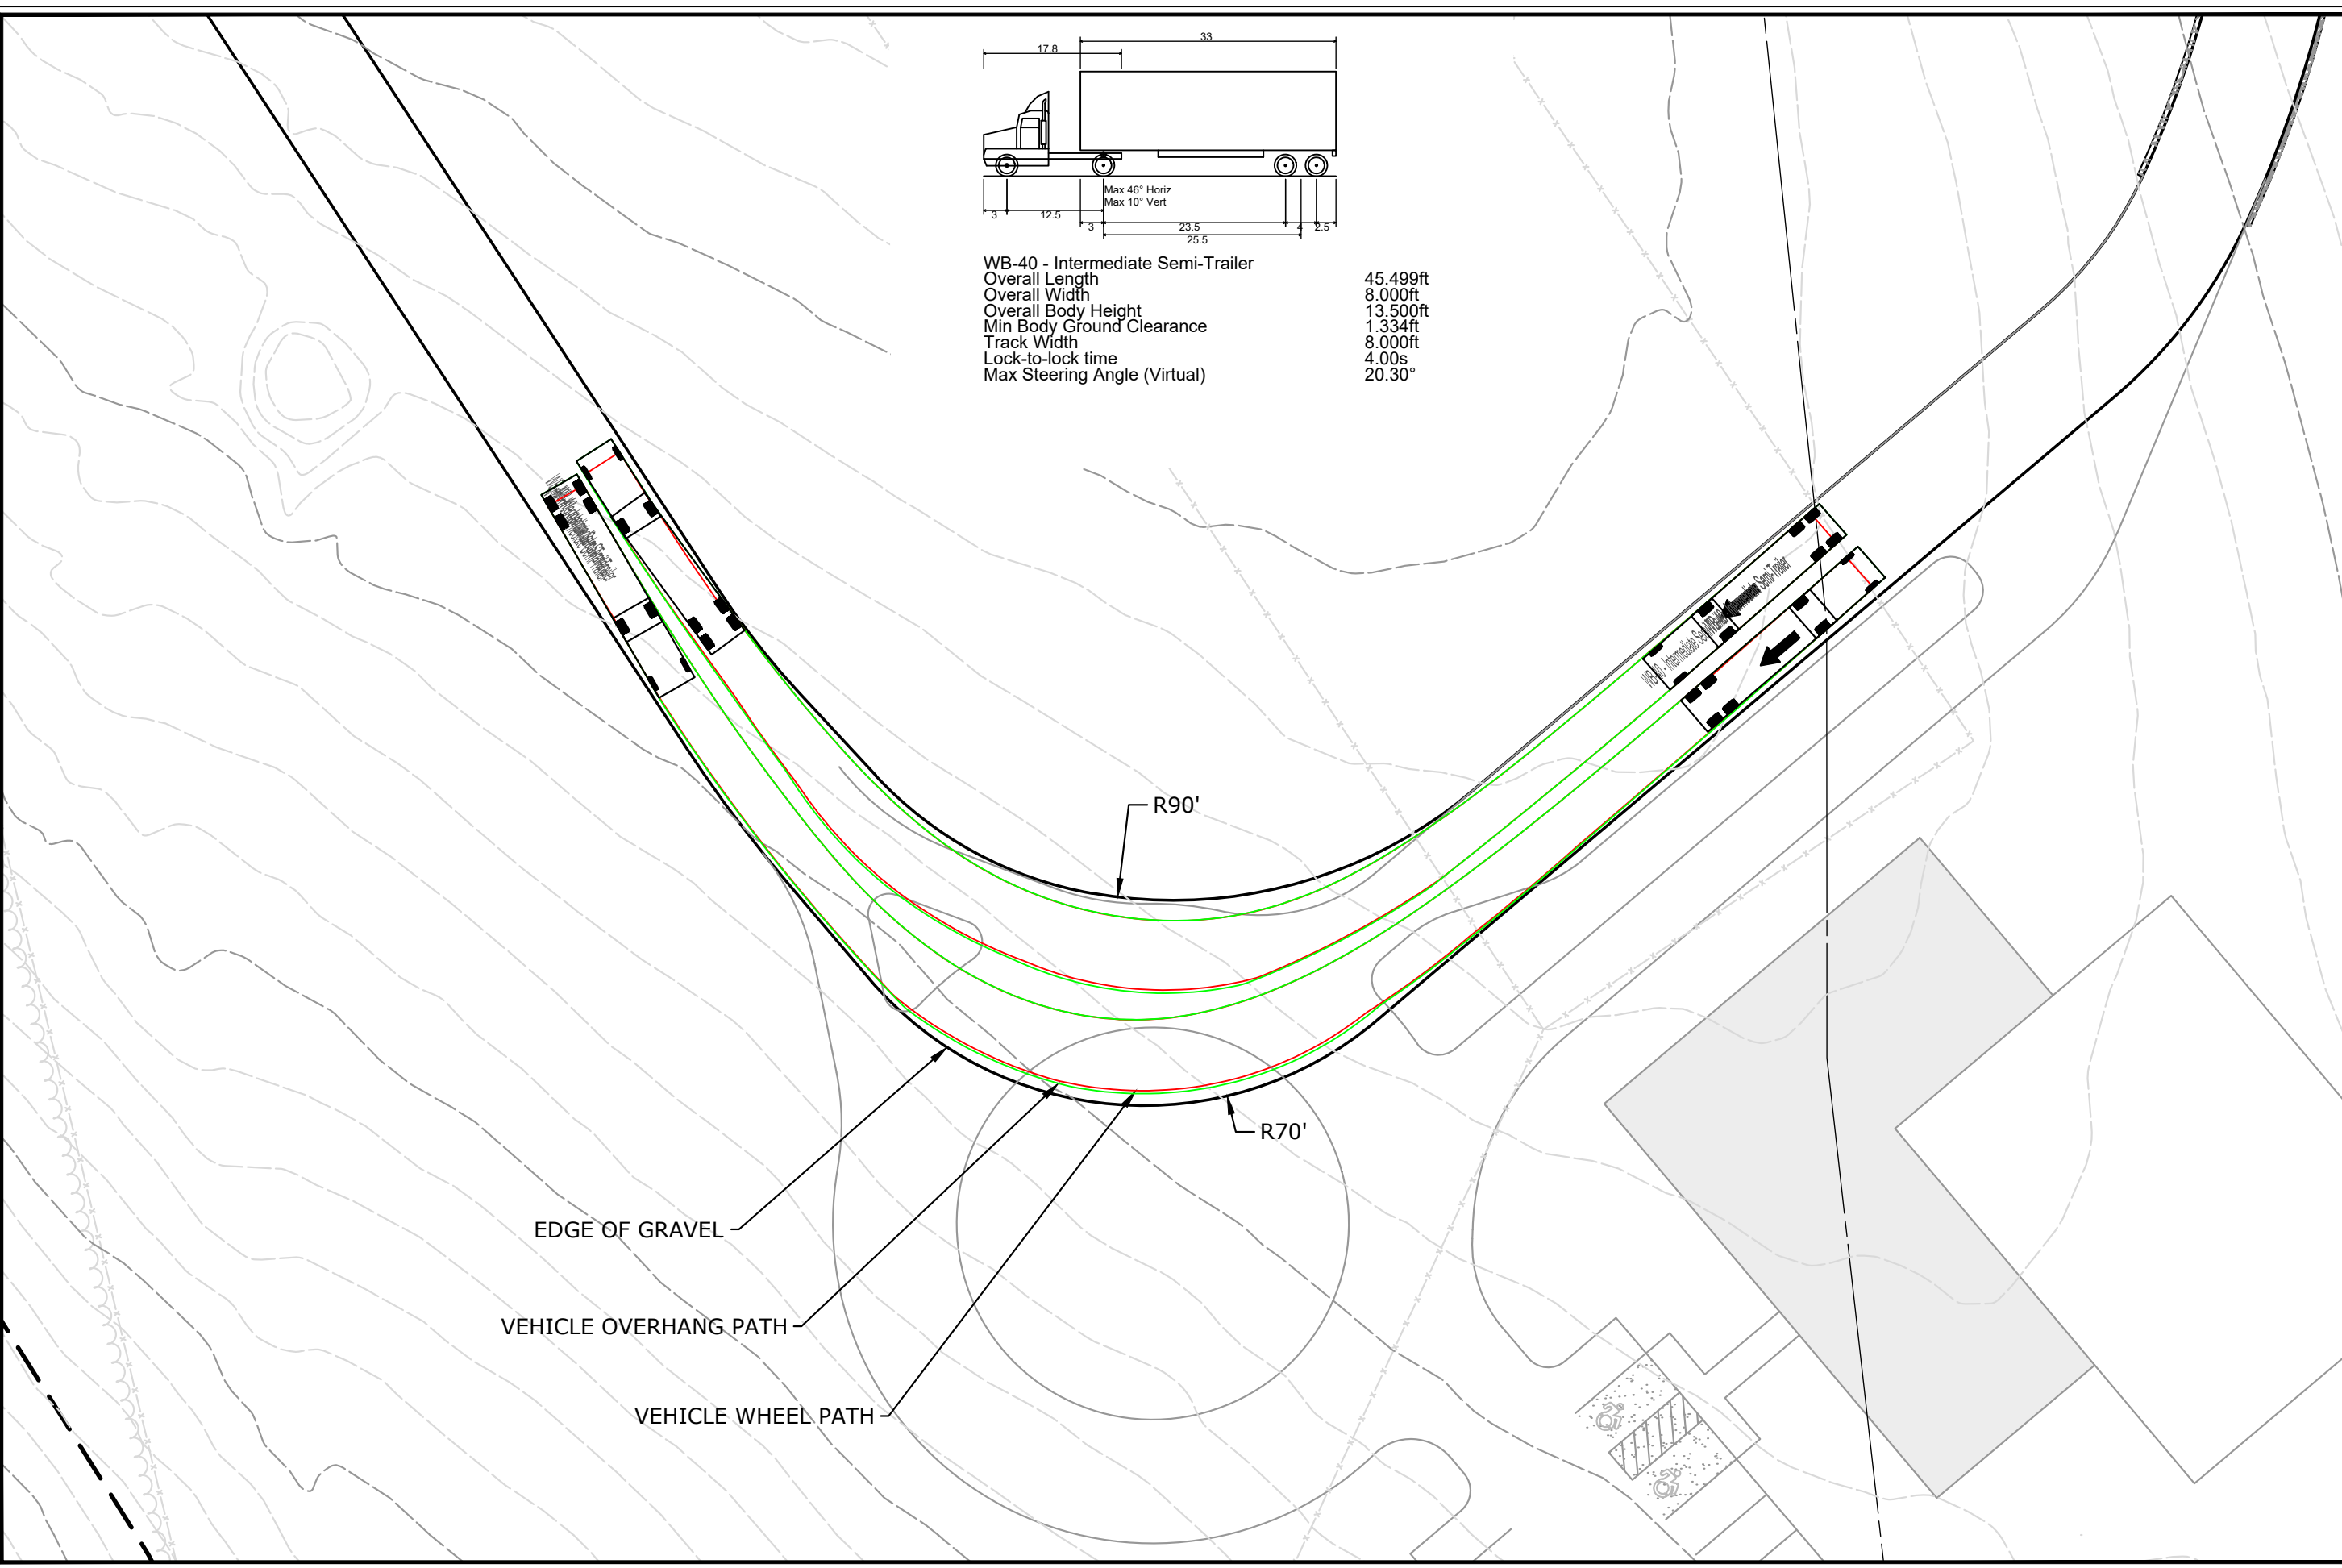 33
17.8
Max 46° Horiz
Max 10° Vert
3 12.5
3 23.5 4 2.5
25.5
WB-40 - Intermediate Semi-Trailer
Overall Length 45.499ft
Overall Width 8.000ft
Overall Body Height 13.500ft
Min Body Ground Clearance 1.334ft
Track Width 8.000ft
Lock-to-lock time 4.00s
Max Steering Angle (Virtual) 20.30°
Semi-Trailer
R90'
R70'
EDGE OF GRAVEL
VEHICLE OVERHANG PATH
VEHICLE WHEEL PATH